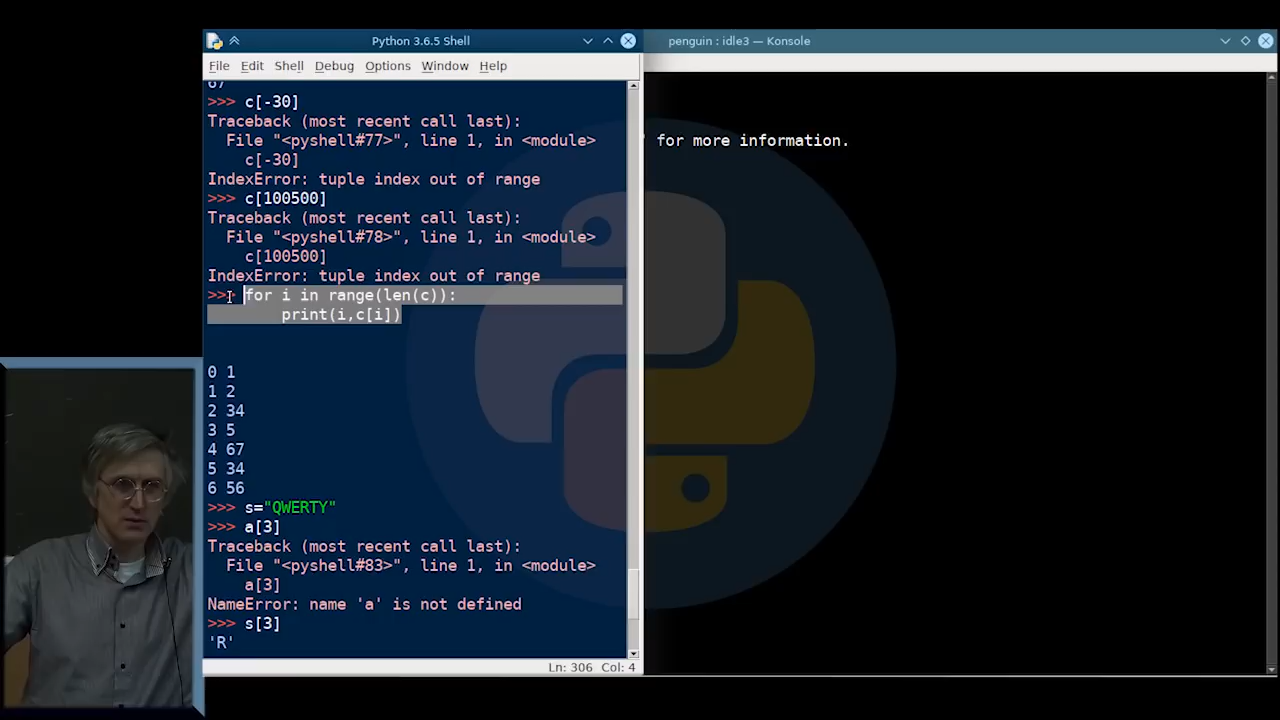 Python 3.6.5 Shell
penguin : idle3 — Konsole
File Edit Shell Debug Options Window Help
67
>>> c[-30]
Traceback (most recent call last):
  File "<pyshell#77>", line 1, in <module>
    c[-30]
IndexError: tuple index out of range
>>> c[100500]
Traceback (most recent call last):
  File "<pyshell#78>", line 1, in <module>
    c[100500]
IndexError: tuple index out of range
>>> for i in range(len(c)):
        print(i,c[i])
0 1
1 2
2 34
3 5
4 67
5 34
6 56
>>> s="QWERTY"
>>> a[3]
Traceback (most recent call last):
  File "<pyshell#83>", line 1, in <module>
    a[3]
NameError: name 'a' is not defined
>>> s[3]
'R'
Ln: 306 Col: 4
for more information.